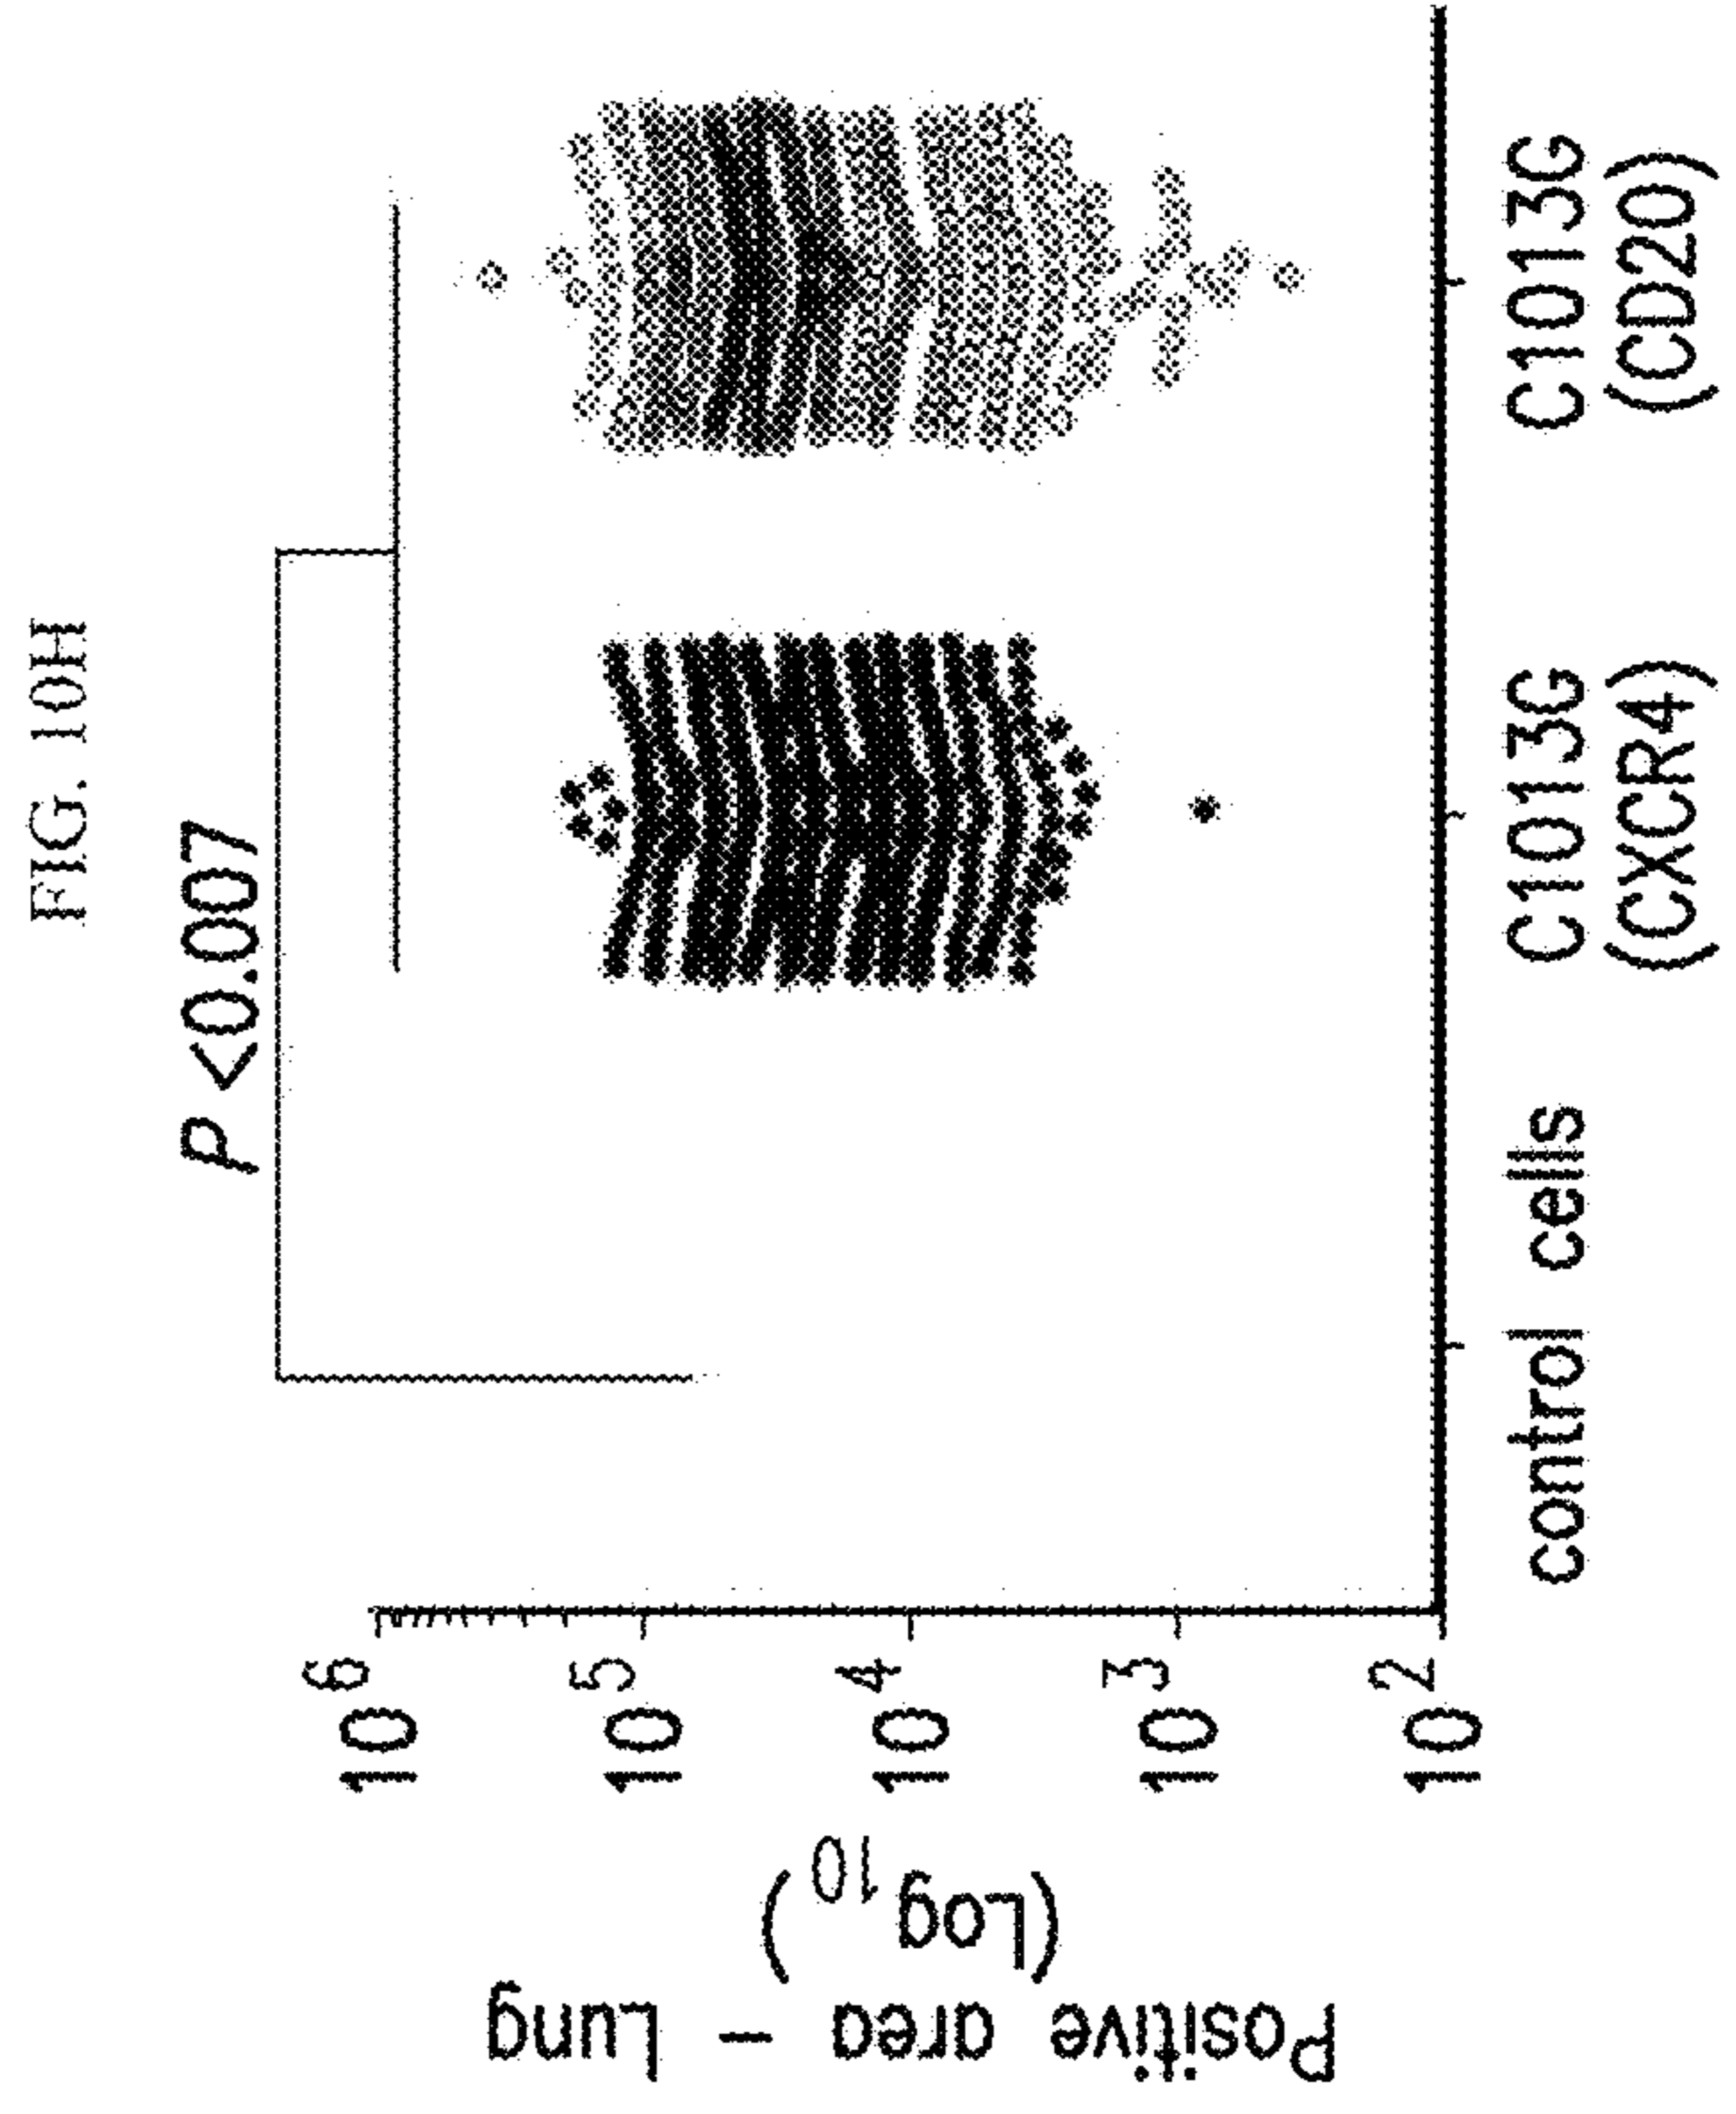 FIG. 10H
P <0.007
Positive area – Lung
(Log10)
10^6
10^5
10^4
10^3
10^2
control cells
C1013G
(CXCR4)
C1013G
(CD20)